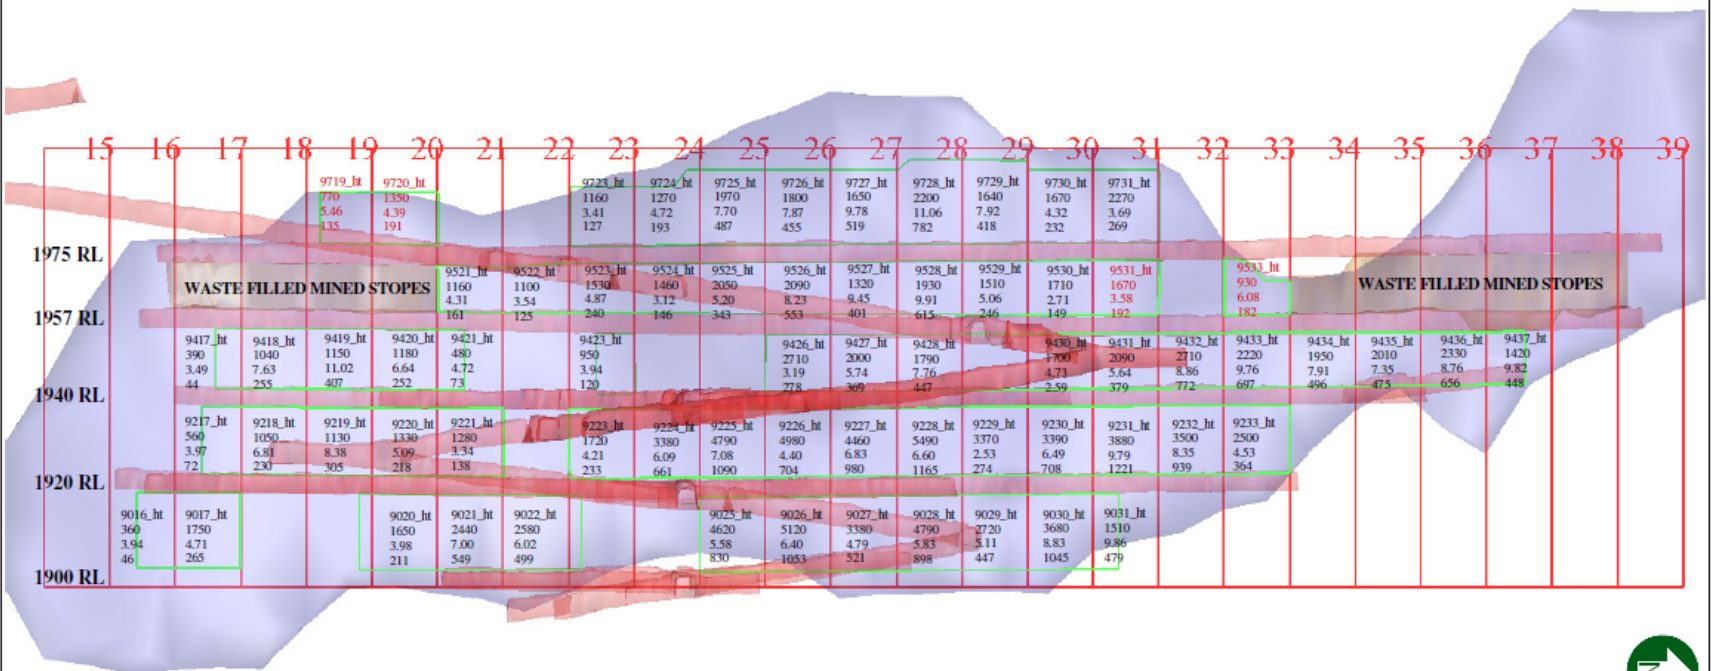 15 16 17 18 19 20 21 22 23 24 25 26 27 28 29 30 31 32 33 34 35 36 37 38 39
9719_ht 9720_ht 9723_ht 9724_ht 9725_ht 9726_ht 9727_ht 9728_ht 9729_ht 9730_ht 9731_ht
770 1350 1160 1270 1970 1800 1650 2200 1640 1670 2270
5.46 4.39 3.41 4.72 7.70 7.87 9.78 11.06 7.92 4.32 3.69
135 191 127 193 487 455 519 782 418 232 269
1975 RL
WASTE FILLED MINED STOPES
9521_ht 9522_ht 9523_ht 9524_ht 9525_ht 9526_ht 9527_ht 9528_ht 9529_ht 9530_ht 9531_ht 9533_ht
1160 1100 1530 1460 2050 2090 1320 1930 1510 1710 1670 930
4.31 3.54 4.87 3.12 5.20 8.23 9.45 9.91 5.06 2.71 3.58 6.08
161 125 240 146 343 553 401 615 246 149 192 182
WASTE FILLED MINED STOPES
1957 RL
9417_ht 9418_ht 9419_ht 9420_ht 9421_ht 9423_ht 9426_ht 9427_ht 9428_ht 9430_ht 9431_ht 9432_ht 9433_ht 9434_ht 9435_ht 9436_ht 9437_ht
390 1040 1150 1180 480 950 2710 2000 1790 1700 2090 2710 2220 1950 2010 2330 1420
3.49 7.63 11.02 6.64 4.72 3.94 3.19 5.74 7.76 4.73 5.64 8.86 9.76 7.91 7.35 8.76 9.82
44 255 407 252 73 120 278 369 447 2.59 379 772 697 496 475 656 448
1940 RL
9217_ht 9218_ht 9219_ht 9220_ht 9221_ht 9223_ht 9224_ht 9225_ht 9226_ht 9227_ht 9228_ht 9229_ht 9230_ht 9231_ht 9232_ht 9233_ht
560 1050 1130 1330 1280 1720 3380 4790 4980 4460 5490 3370 3390 3880 3500 2500
3.97 6.81 8.38 5.09 3.34 4.21 6.09 7.08 4.40 6.83 6.60 2.53 6.49 9.79 8.35 4.53
72 230 305 218 138 233 661 1090 704 980 1165 274 708 1221 939 364
1920 RL
9016_ht 9017_ht 9020_ht 9021_ht 9022_ht 9025_ht 9026_ht 9027_ht 9028_ht 9029_ht 9030_ht 9031_ht
360 1750 1650 2440 2580 4620 5120 3380 4790 2720 3680 1510
3.94 4.71 3.98 7.00 6.02 5.58 6.40 4.79 5.83 5.11 8.83 9.86
46 265 211 549 499 830 1053 521 898 447 1045 479
1900 RL